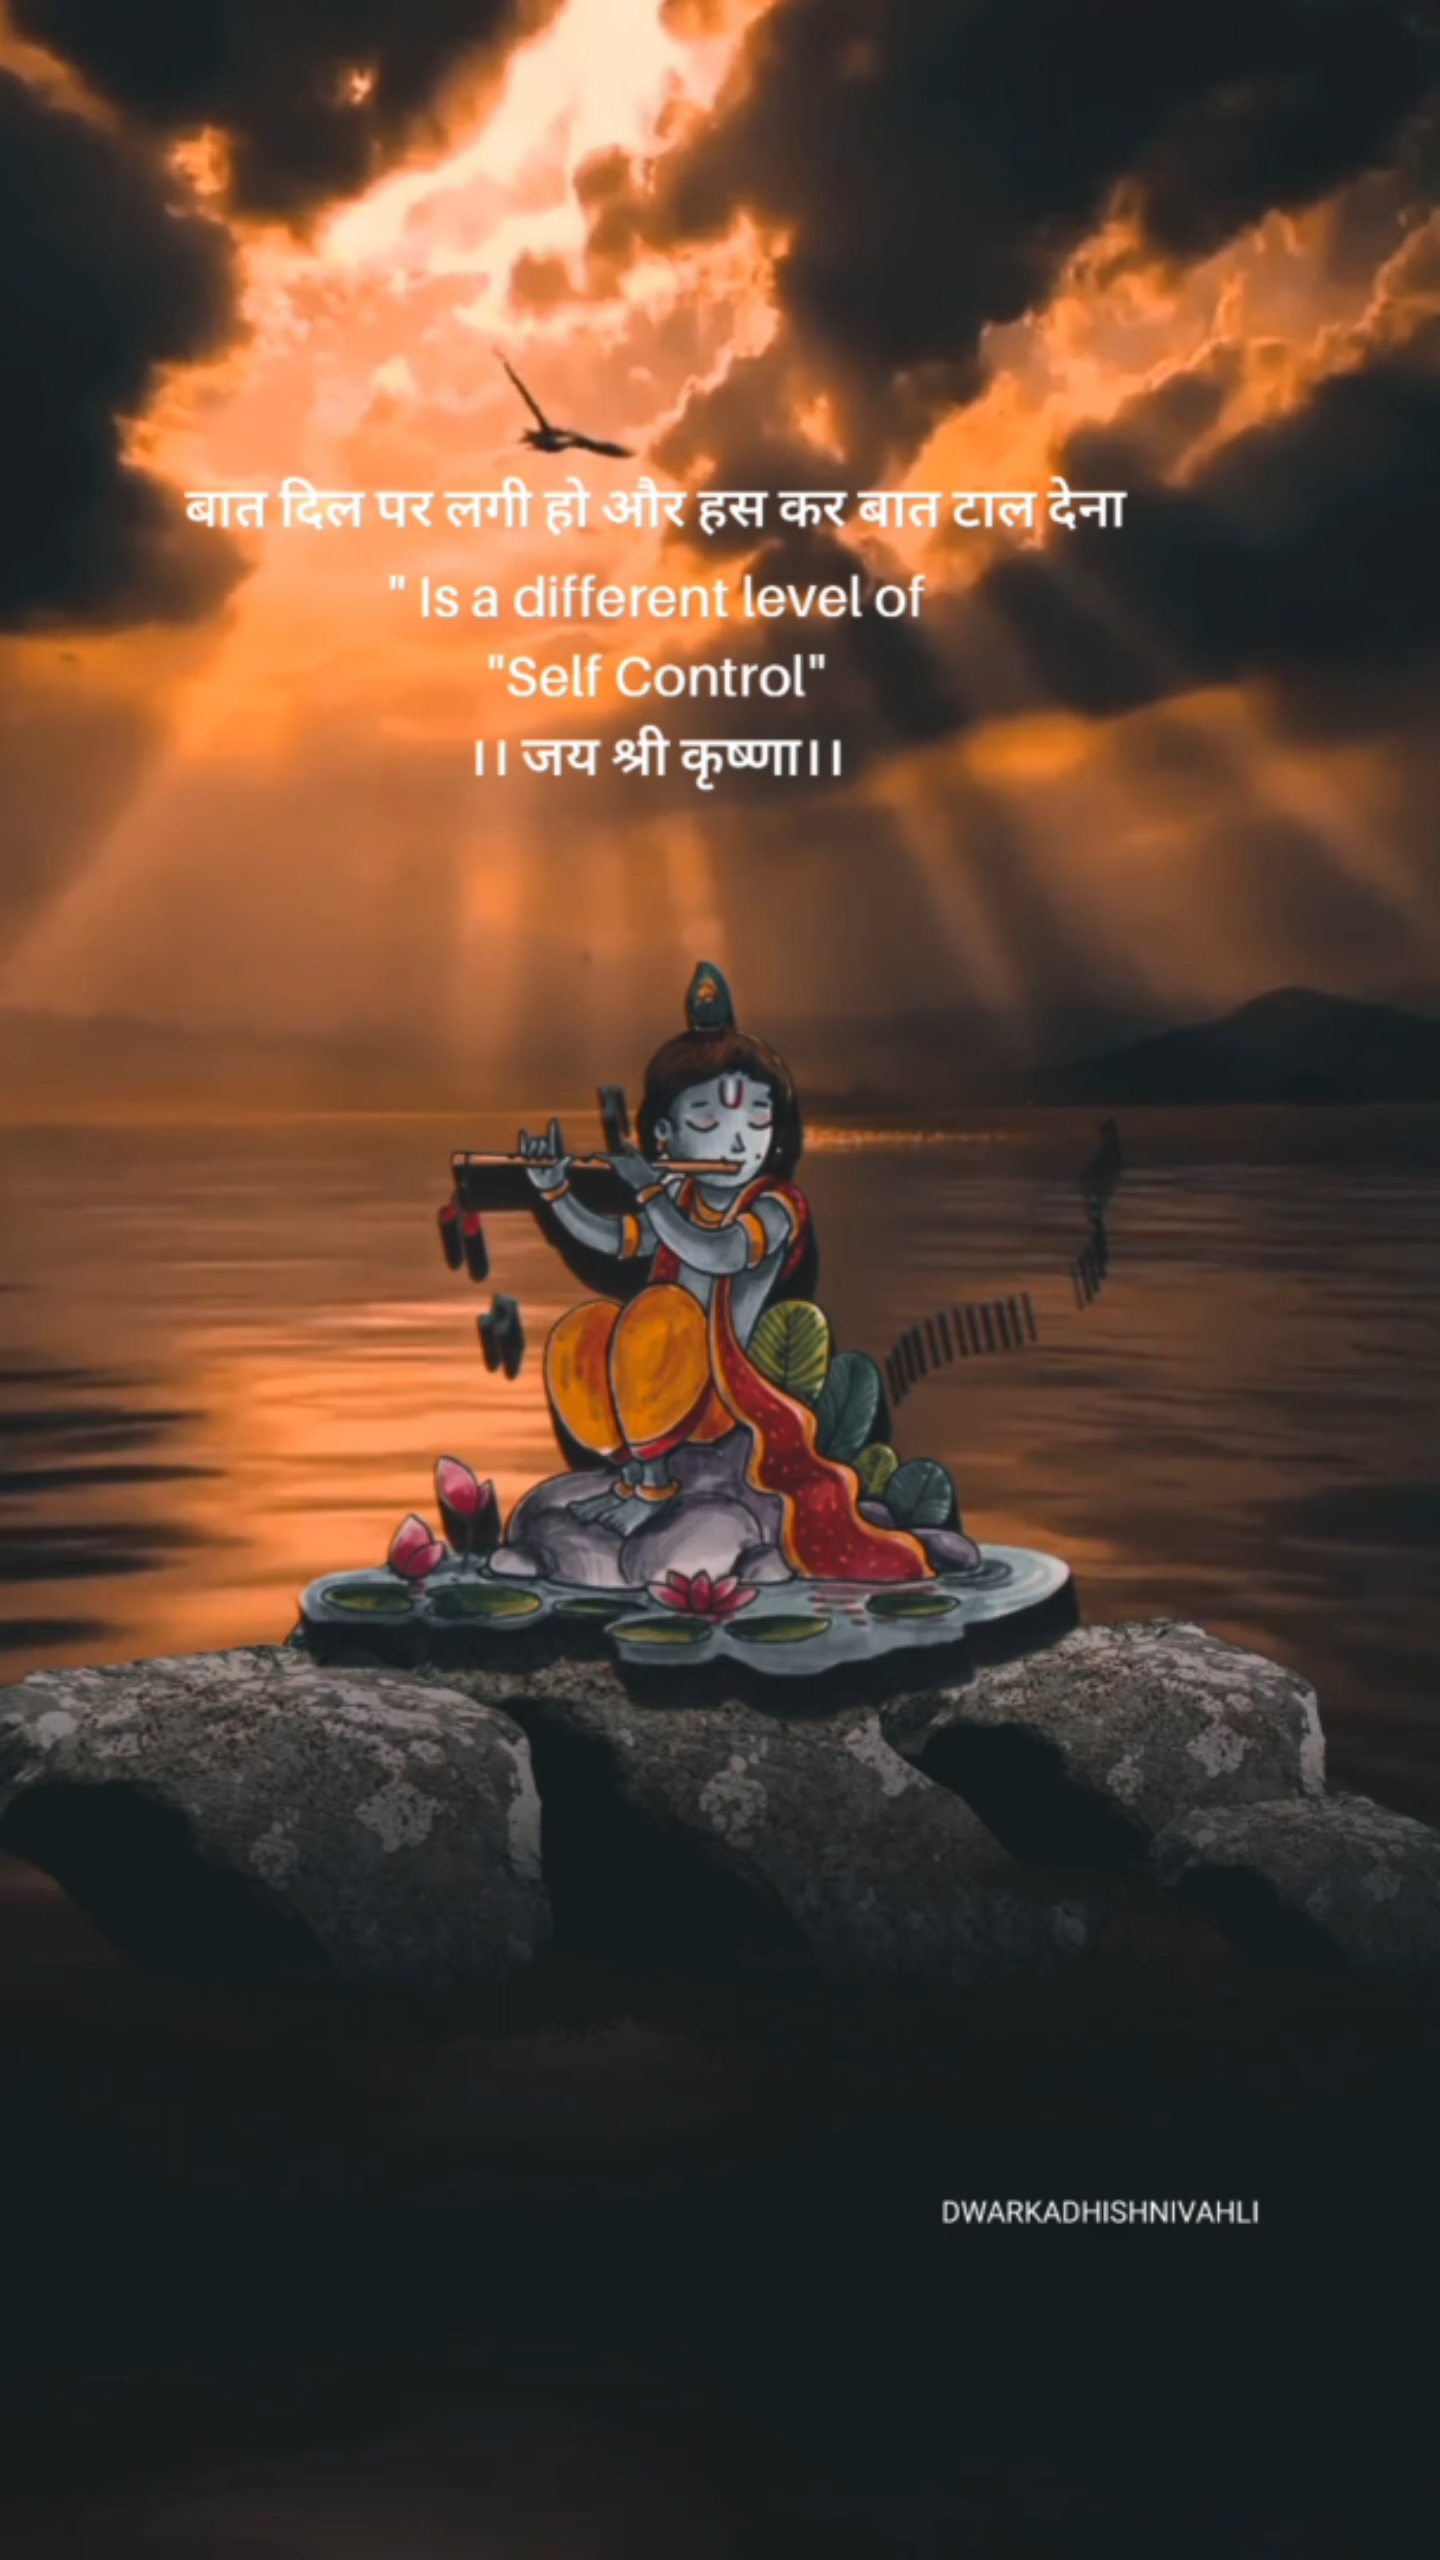 बात दिल पर लगी हो और हस कर बात टाल देना
" Is a different level of
"Self Control"
।। जय श्री कृष्णा।।
DWARKADHISHNIVAHLI